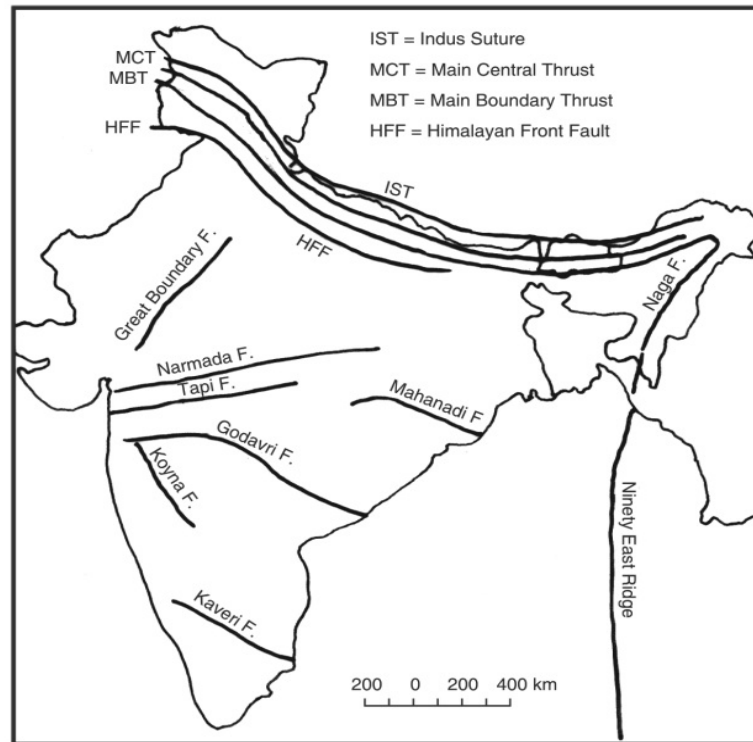 IST = Indus Suture
MCT = Main Central Thrust
MBT = Main Boundary Thrust
HFF = Himalayan Front Fault
MCT
MBT
HFF
IST
HFF
Great Boundary F.
Naga F.
Narmada F.
Tapi F.
Mahanadi F
Godavri F.
Koyna F.
Ninety East Ridge
Kaveri F.
200 0 200 400 km